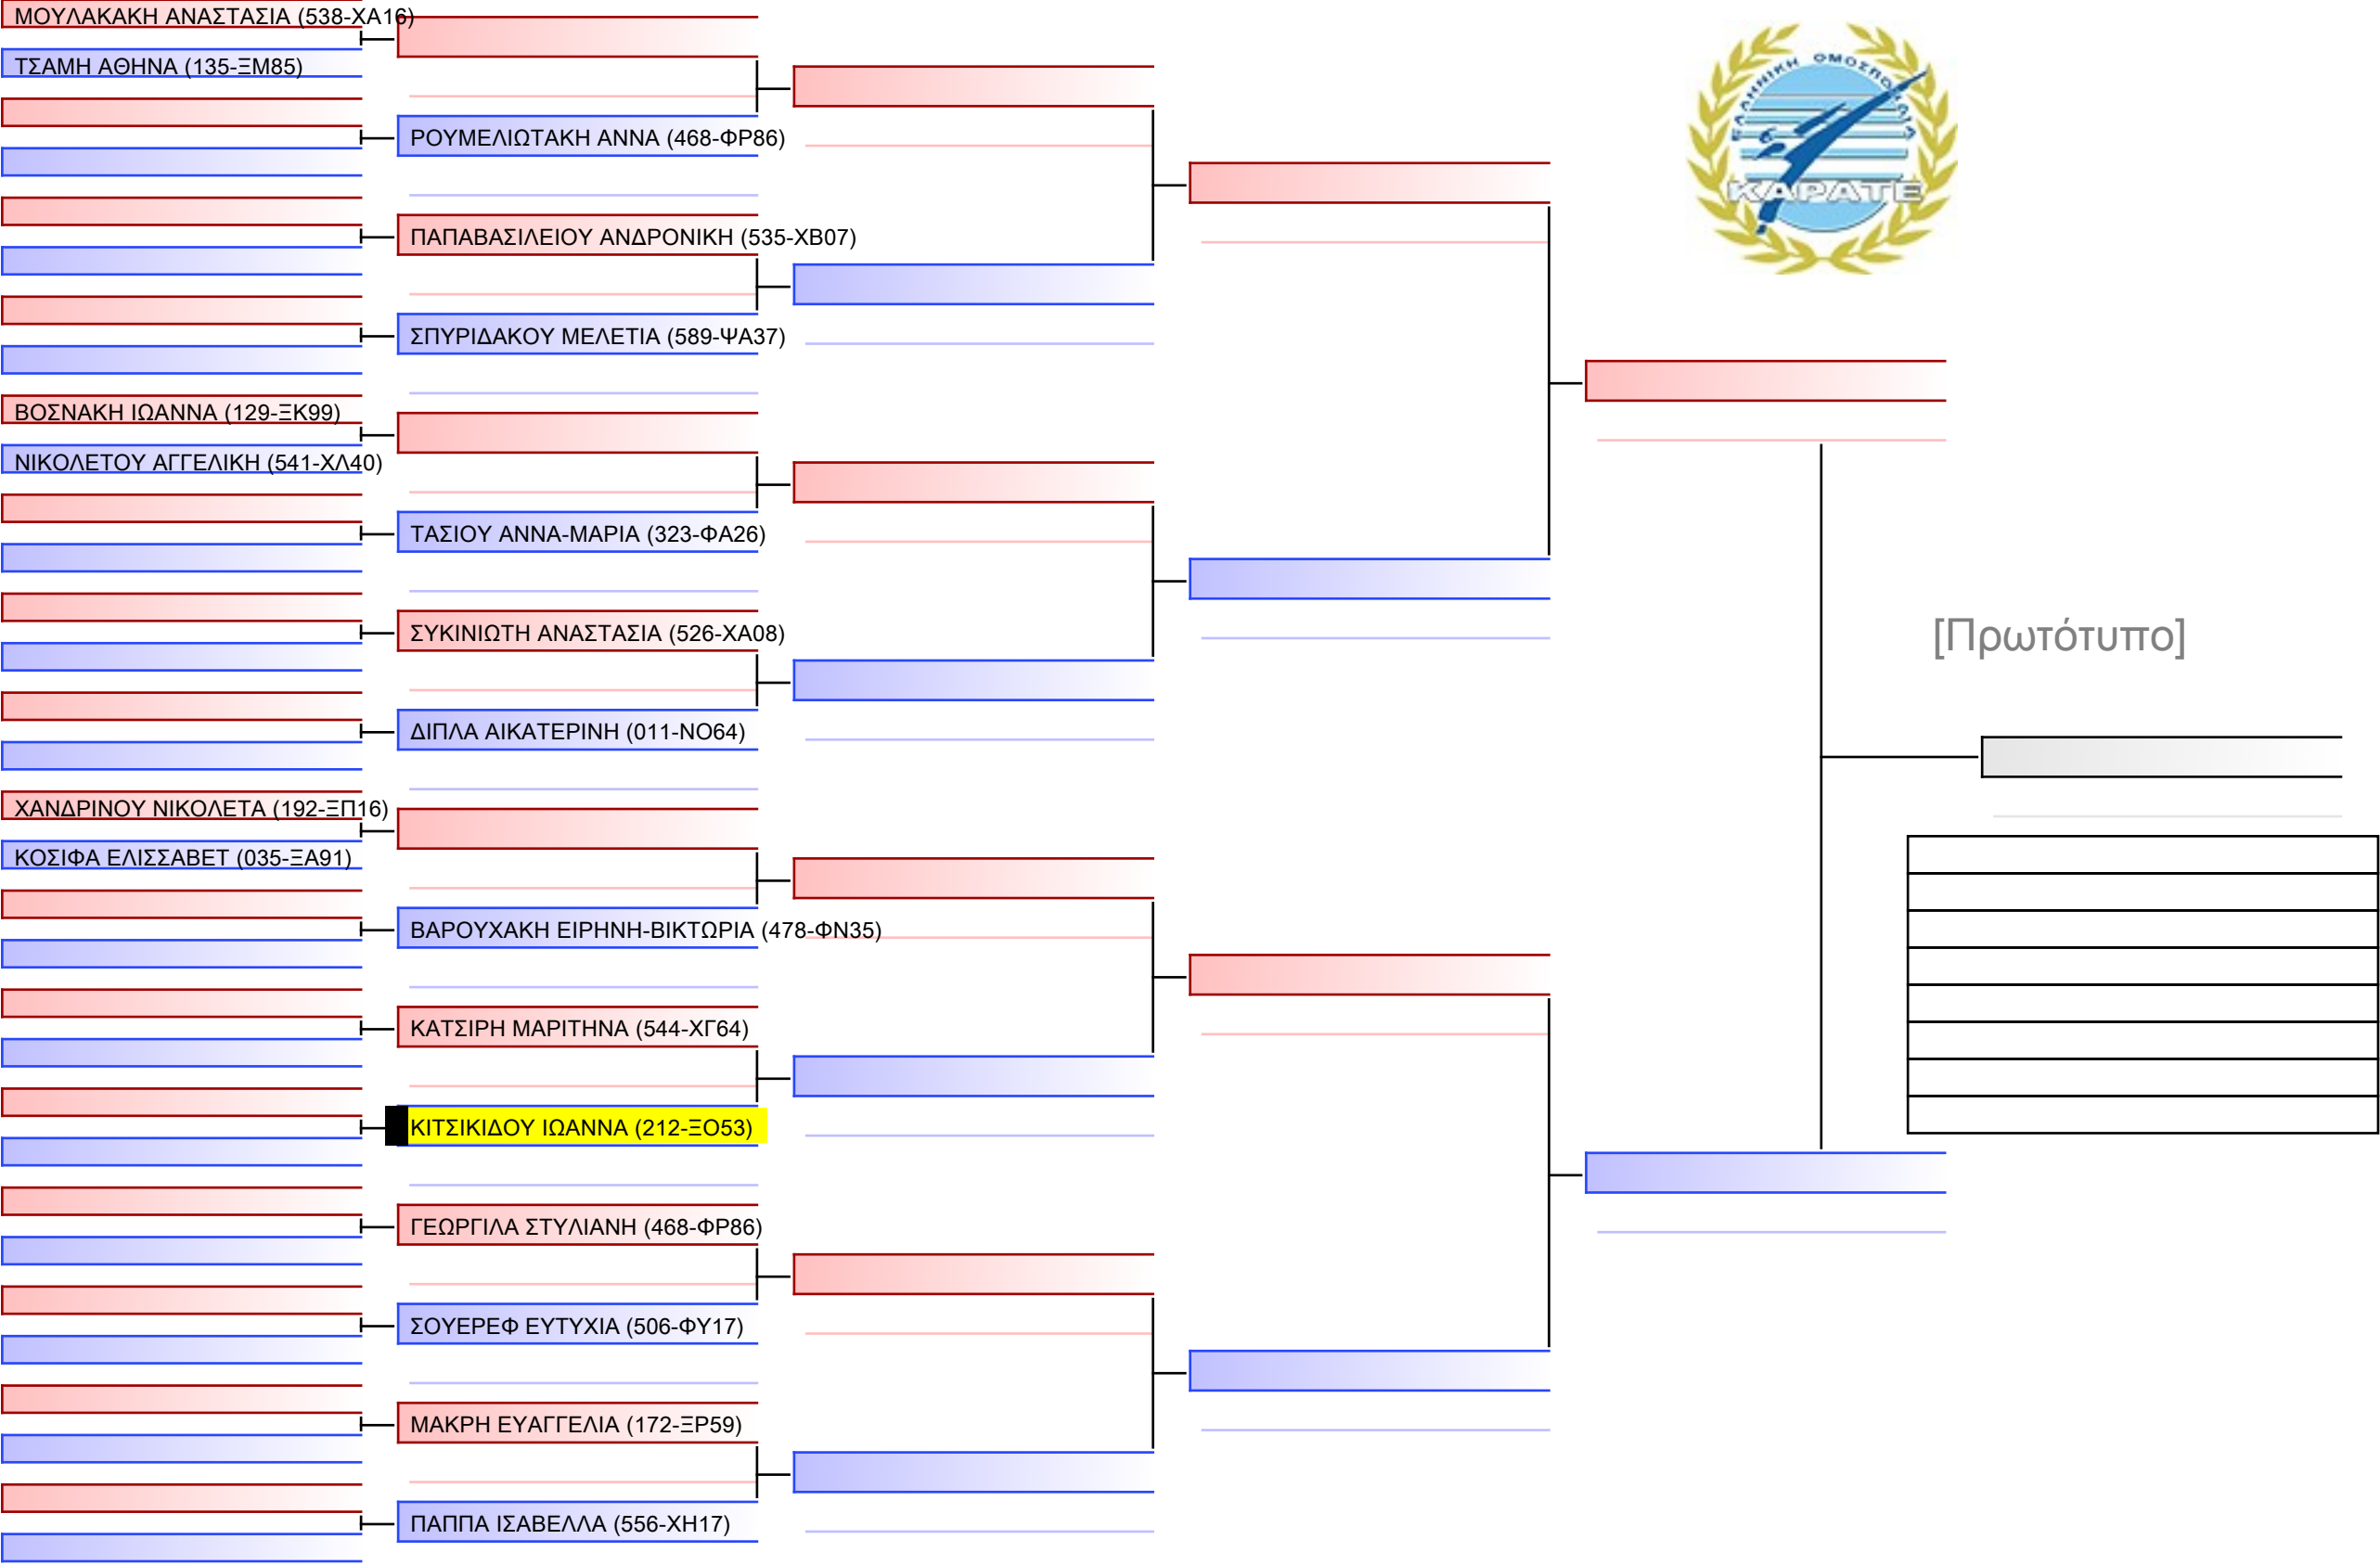 ΜΟΥΛΑΚΑΚΗ ΑΝΑΣΤΑΣΙΑ (538-ΧΑ16)
ΤΣΑΜΗ ΑΘΗΝΑ (135-ΞΜ85)
ΡΟΥΜΕΛΙΩΤΑΚΗ ΑΝΝΑ (468-ΦΡ86)
ΠΑΠΑΒΑΣΙΛΕΙΟΥ ΑΝΔΡΟΝΙΚΗ (535-ΧΒ07)
ΣΠΥΡΙΔΑΚΟΥ ΜΕΛΕΤΙΑ (589-ΨΑ37)
ΒΟΣΝΑΚΗ ΙΩΑΝΝΑ (129-ΞΚ99)
ΝΙΚΟΛΕΤΟΥ ΑΓΓΕΛΙΚΗ (541-ΧΛ40)
ΤΑΣΙΟΥ ΑΝΝΑ-ΜΑΡΙΑ (323-ΦΑ26)
ΣΥΚΙΝΙΩΤΗ ΑΝΑΣΤΑΣΙΑ (526-ΧΑ08)
ΔΙΠΛΑ ΑΙΚΑΤΕΡΙΝΗ (011-ΝΟ64)
ΧΑΝΔΡΙΝΟΥ ΝΙΚΟΛΕΤΑ (192-ΞΠ16)
ΚΟΣΙΦΑ ΕΛΙΣΣΑΒΕΤ (035-ΞΑ91)
ΒΑΡΟΥΧΑΚΗ ΕΙΡΗΝΗ-ΒΙΚΤΩΡΙΑ (478-ΦΝ35)
ΚΑΤΣΙΡΗ ΜΑΡΙΤΗΝΑ (544-ΧΓ64)
ΚΙΤΣΙΚΙΔΟΥ ΙΩΑΝΝΑ (212-ΞΟ53)
ΓΕΩΡΓΙΛΑ ΣΤΥΛΙΑΝΗ (468-ΦΡ86)
ΣΟΥΕΡΕΦ ΕΥΤΥΧΙΑ (506-ΦΥ17)
ΜΑΚΡΗ ΕΥΑΓΓΕΛΙΑ (172-ΞΡ59)
ΠΑΠΠΑ ΙΣΑΒΕΛΛΑ (556-ΧΗ17)
ΕΛΛΗΝΙΚΗ ΟΜΟΣΠΟΝΔΙΑ
ΚΑΡΑΤΕ
[Πρωτότυπο]